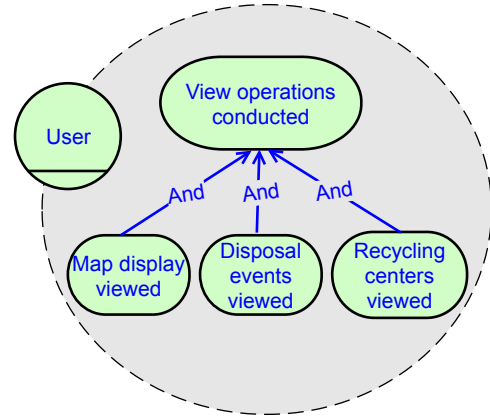 View operations
conducted
User
And
And
And
Map display
viewed
Disposal
events
viewed
Recycling
centers
viewed